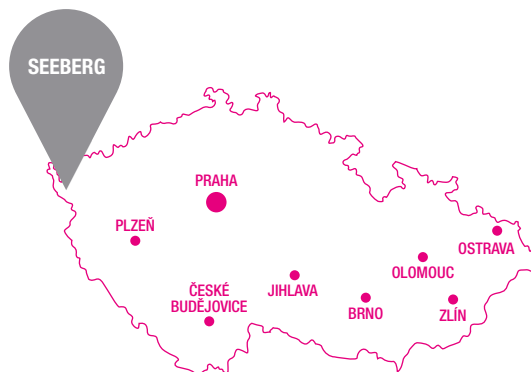 SEEBERG
PRAHA
PLZEŇ
OSTRAVA
OLOMOUC
ČESKÉ
BUDĚJOVICE
JIHLAVA
BRNO
ZLÍN